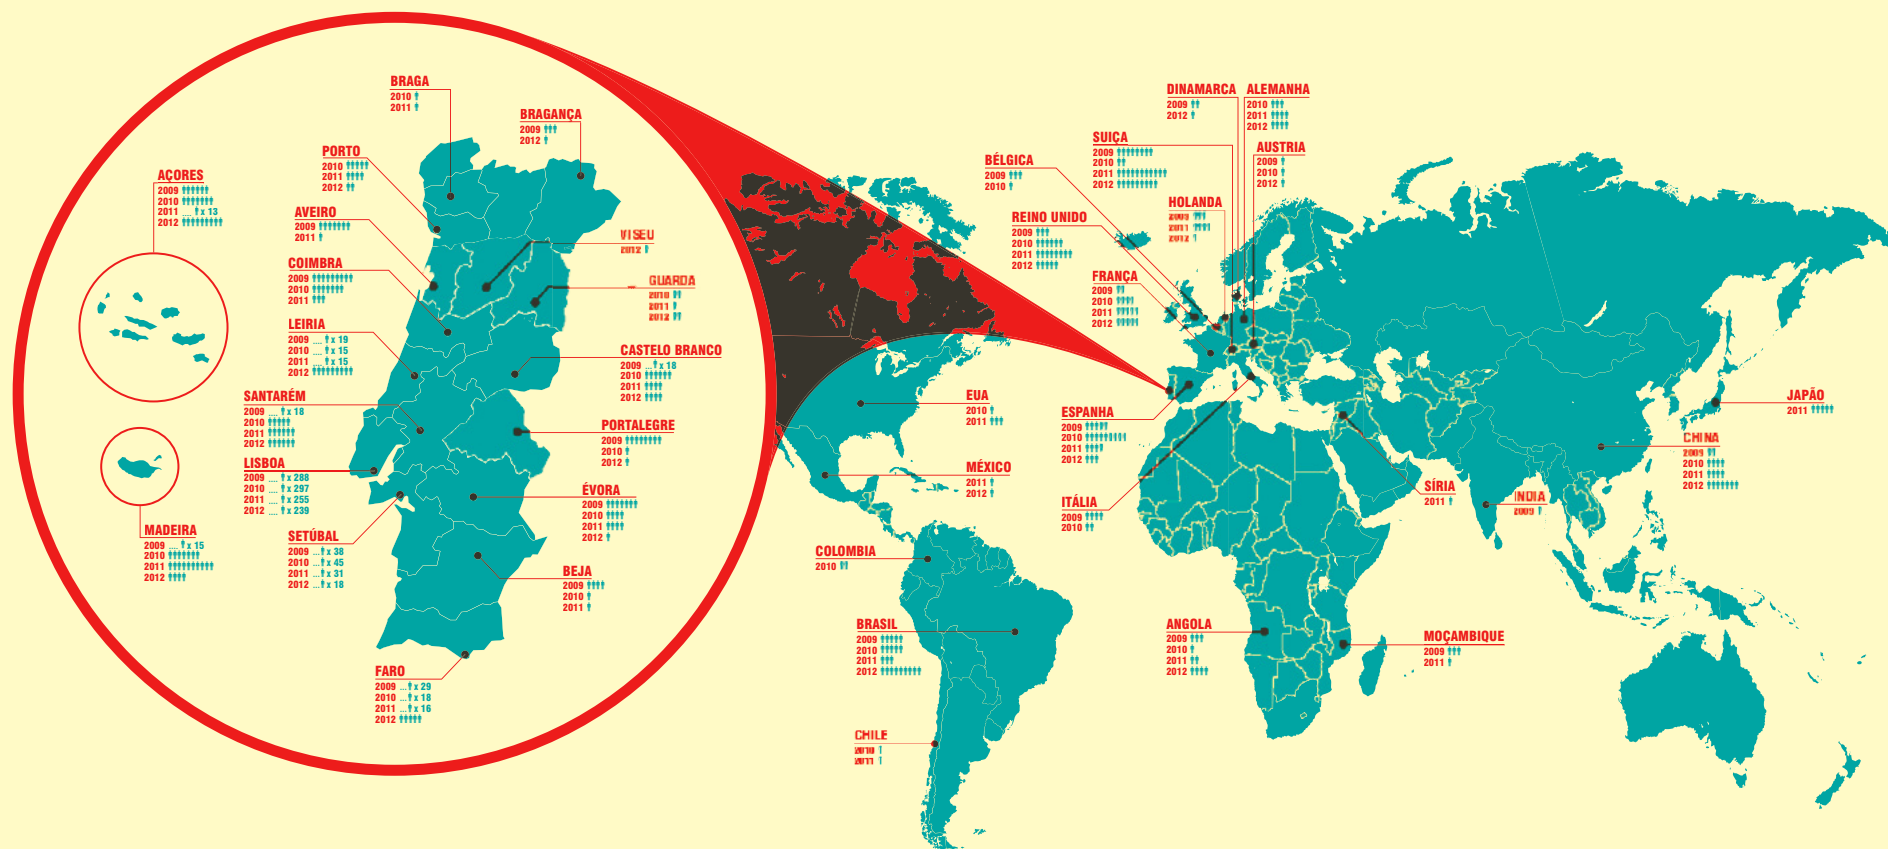 BRAGA
2010
2011
BRAGANÇA
2009
2012
PORTO
2010
2011
2012
AÇORES
2009
2010
2011 .... x 13
2012
AVEIRO
2009
2011
VISEU
2012
COIMBRA
2009
2010
2011
GUARDA
2010
2011
2012
LEIRIA
2009 .... x 19
2010 .... x 15
2011 .... x 15
2012
CASTELO BRANCO
2009 ... x 18
2010
2011
2012
SANTARÉM
2009 .... x 18
2010
2011
2012
PORTALEGRE
2009
2010
2012
LISBOA
2009 .... x 288
2010 .... x 297
2011 .... x 255
2012 .... x 239
ÉVORA
2009
2010
2011
2012
MADEIRA
2009 .... x 15
2010
2011
2012
SETÚBAL
2009 ... x 38
2010 ... x 45
2011 ... x 31
2012 ... x 18
BEJA
2009
2010
2011
FARO
2009 ... x 29
2010 ... x 18
2011 ... x 16
2012
DINAMARCA
2009
2012
ALEMANHA
2010
2011
2012
SUIÇA
2009
2010
2011
2012
AUSTRIA
2009
2010
2012
BÉLGICA
2009
2010
HOLANDA
2009
2011
2012
REINO UNIDO
2009
2010
2011
2012
FRANÇA
2009
2010
2011
2012
EUA
2010
2011
ESPANHA
2009
2010
2011
2012
JAPÃO
2011
CHINA
2009
2010
2011
2012
MÉXICO
2011
2012
ITÁLIA
2009
2010
SÍRIA
2011
INDIA
2009
COLOMBIA
2010
BRASIL
2009
2010
2011
2012
ANGOLA
2009
2010
2011
2012
MOÇAMBIQUE
2009
2011
CHILE
2010
2011